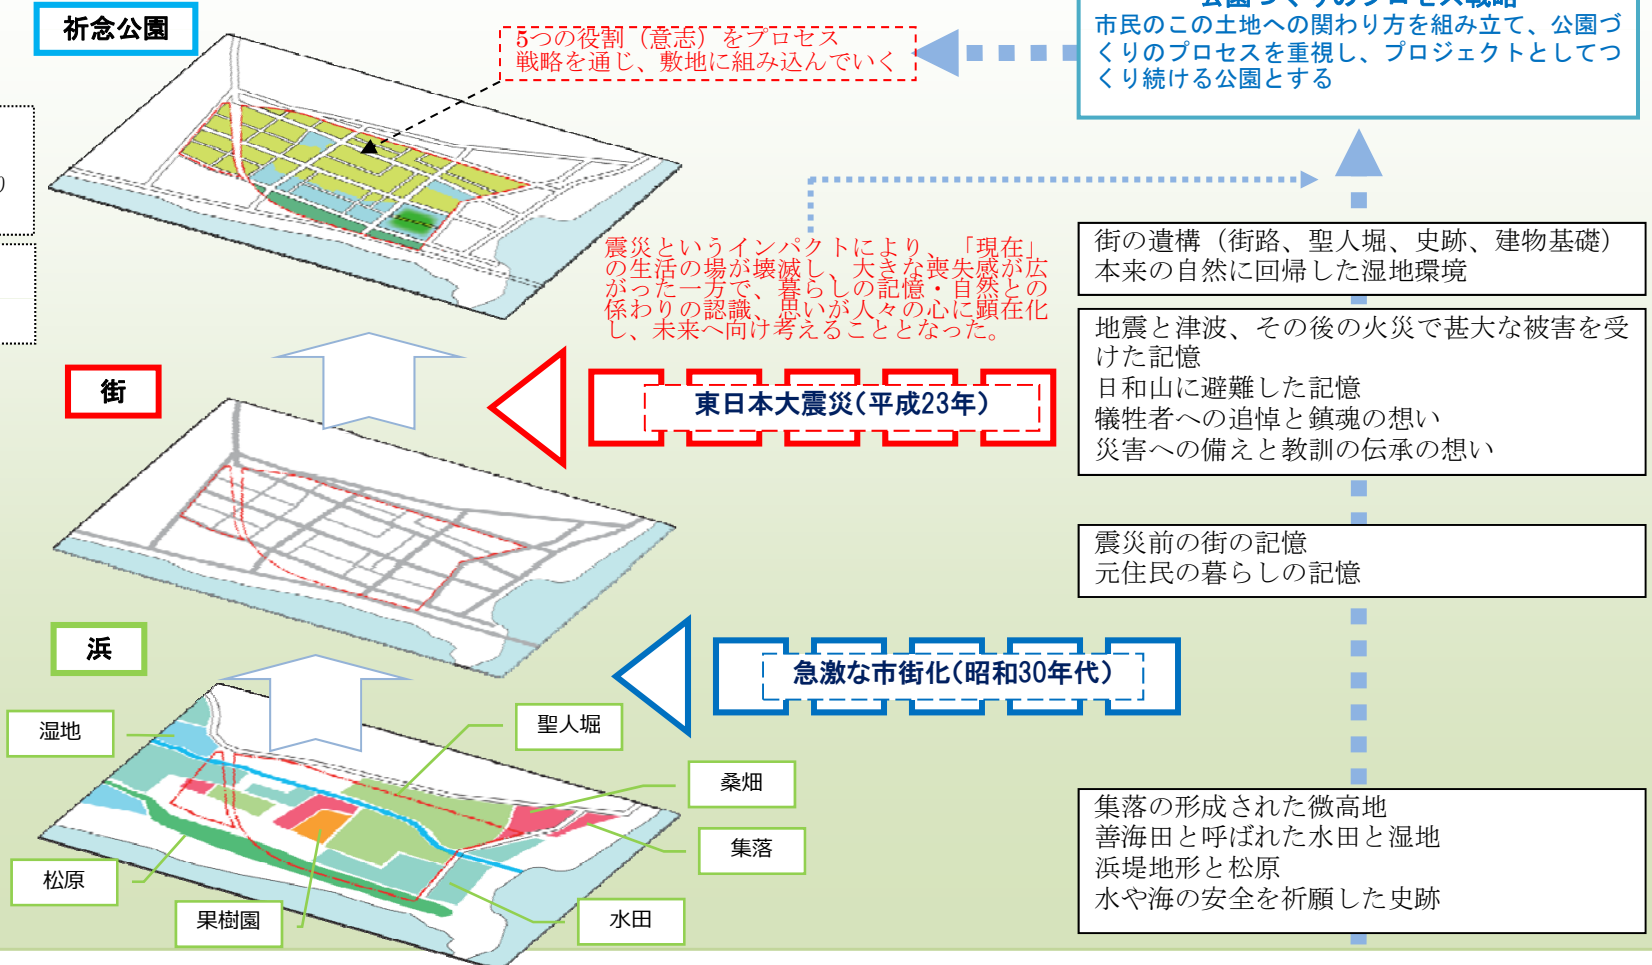 祈念公園
5つの役割（意志）をプロセス
戦略を通じ、敷地に組み込んでいく
公園づくりのプロセス戦略
市民のこの土地への関わり方を組み立て、公園づ
くりのプロセスを重視し、プロジェクトとしてつ
くり続ける公園とする
り
震災というインパクトにより、「現在」
の生活の場が壊滅し、大きな喪失感が広
がった一方で、暮らしの記憶・自然との
係わりの認識、思いが人々の心に顕在化
し、未来へ向け考えることとなった。
街の遺構（街路、聖人堀、史跡、建物基礎）
本来の自然に回帰した湿地環境
地震と津波、その後の火災で甚大な被害を受
けた記憶
日和山に避難した記憶
犠牲者への追悼と鎮魂の想い
災害への備えと教訓の伝承の想い
街
東日本大震災(平成23年)
震災前の街の記憶
元住民の暮らしの記憶
浜
急激な市街化(昭和30年代)
湿地
聖人堀
桑畑
集落
松原
果樹園
水田
集落の形成された微高地
善海田と呼ばれた水田と湿地
浜堤地形と松原
水や海の安全を祈願した史跡